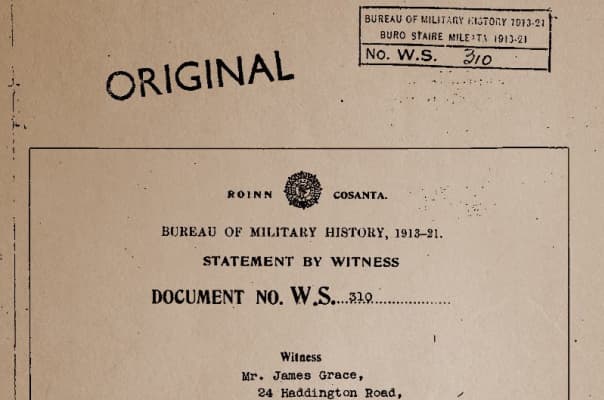 BUREAU OF MILITARY HISTORY 1913-21
BURO STAIRE MILEATA 1913-21
No. W.S. 310
ORIGINAL
ROINN COSANTA.
BUREAU OF MILITARY HISTORY, 1913-21.
STATEMENT BY WITNESS
DOCUMENT NO. W.S. 310
Witness
Mr. James Grace,
24 Haddington Road,